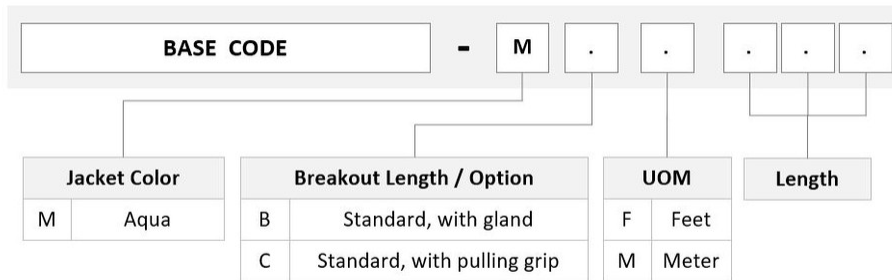 BASE CODE - M . . . . .
Jacket Color Breakout Length / Option UOM Length
M Aqua B Standard, with gland F Feet
C Standard, with pulling grip M Meter